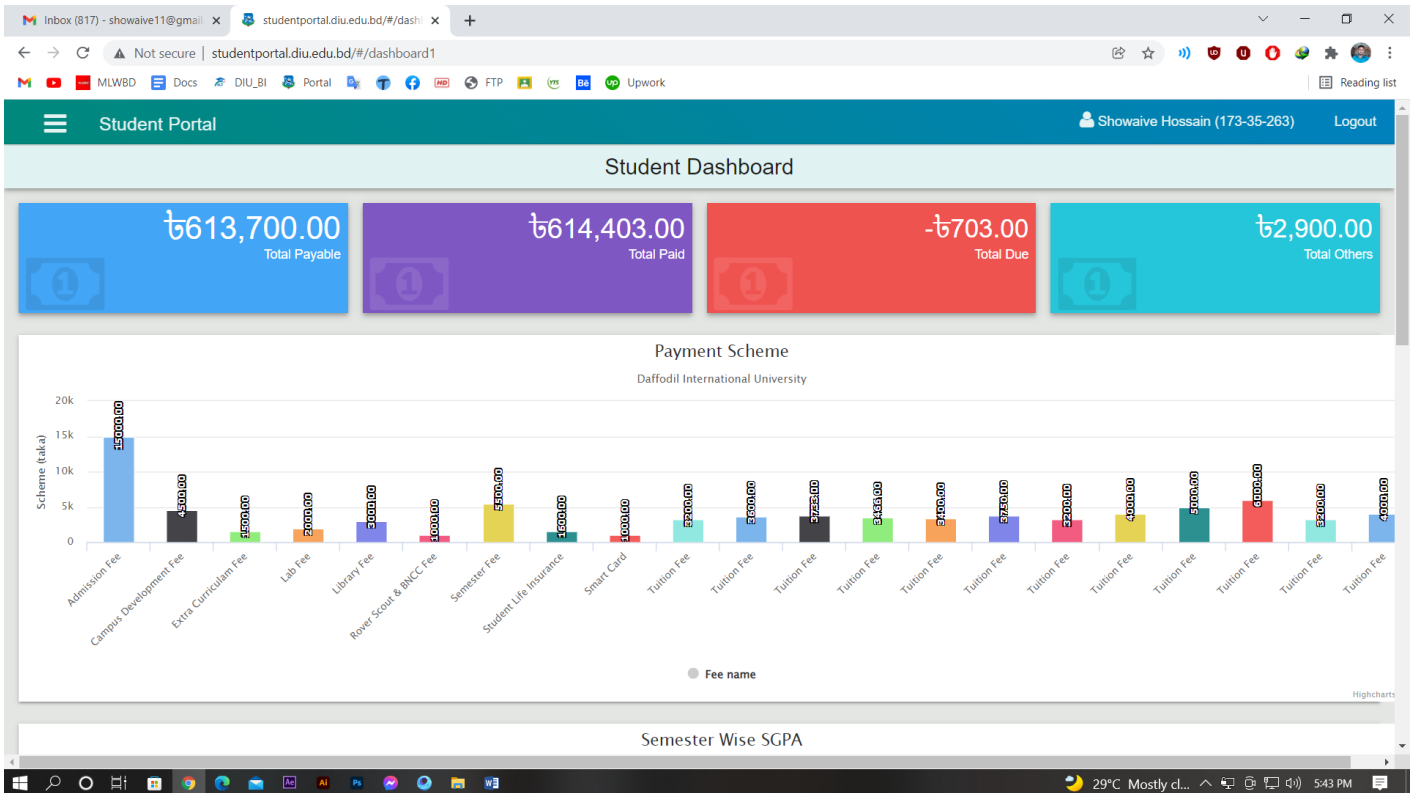 Inbox (817) - showaive11@gmail
studentportal.diu.edu.bd/#/dash
Not secure | studentportal.diu.edu.bd/#/dashboard1
MLWBD Docs DIU_BI Portal FTP Upwork Reading list
Student Portal
Showaive Hossain (173-35-263) Logout
Student Dashboard
৳613,700.00
Total Payable
৳614,403.00
Total Paid
-৳703.00
Total Due
৳2,900.00
Total Others
Payment Scheme
Daffodil International University
Scheme (taka)
20k
15k
10k
5k
0
15000.00 4500.00 1500.00 2000.00 3000.00 1000.00 5500.00 1500.00 1000.00 3200.00 3600.00 3733.00 3466.00 3400.00 3750.00 3200.00 4000.00 5000.00 6000.00 3200.00 4000.00
Admission Fee
Campus Development Fee
Extra Curriculam Fee
Lab Fee
Library Fee
Rover Scout & BNCC Fee
Semester Fee
Student Life Insurance
Smart Card
Tuition Fee
Tuition Fee
Tuition Fee
Tuition Fee
Tuition Fee
Tuition Fee
Tuition Fee
Tuition Fee
Tuition Fee
Tuition Fee
Tuition Fee
Tuition Fee
Fee name
Highcharts
Semester Wise SGPA
29°C Mostly cl... 5:43 PM